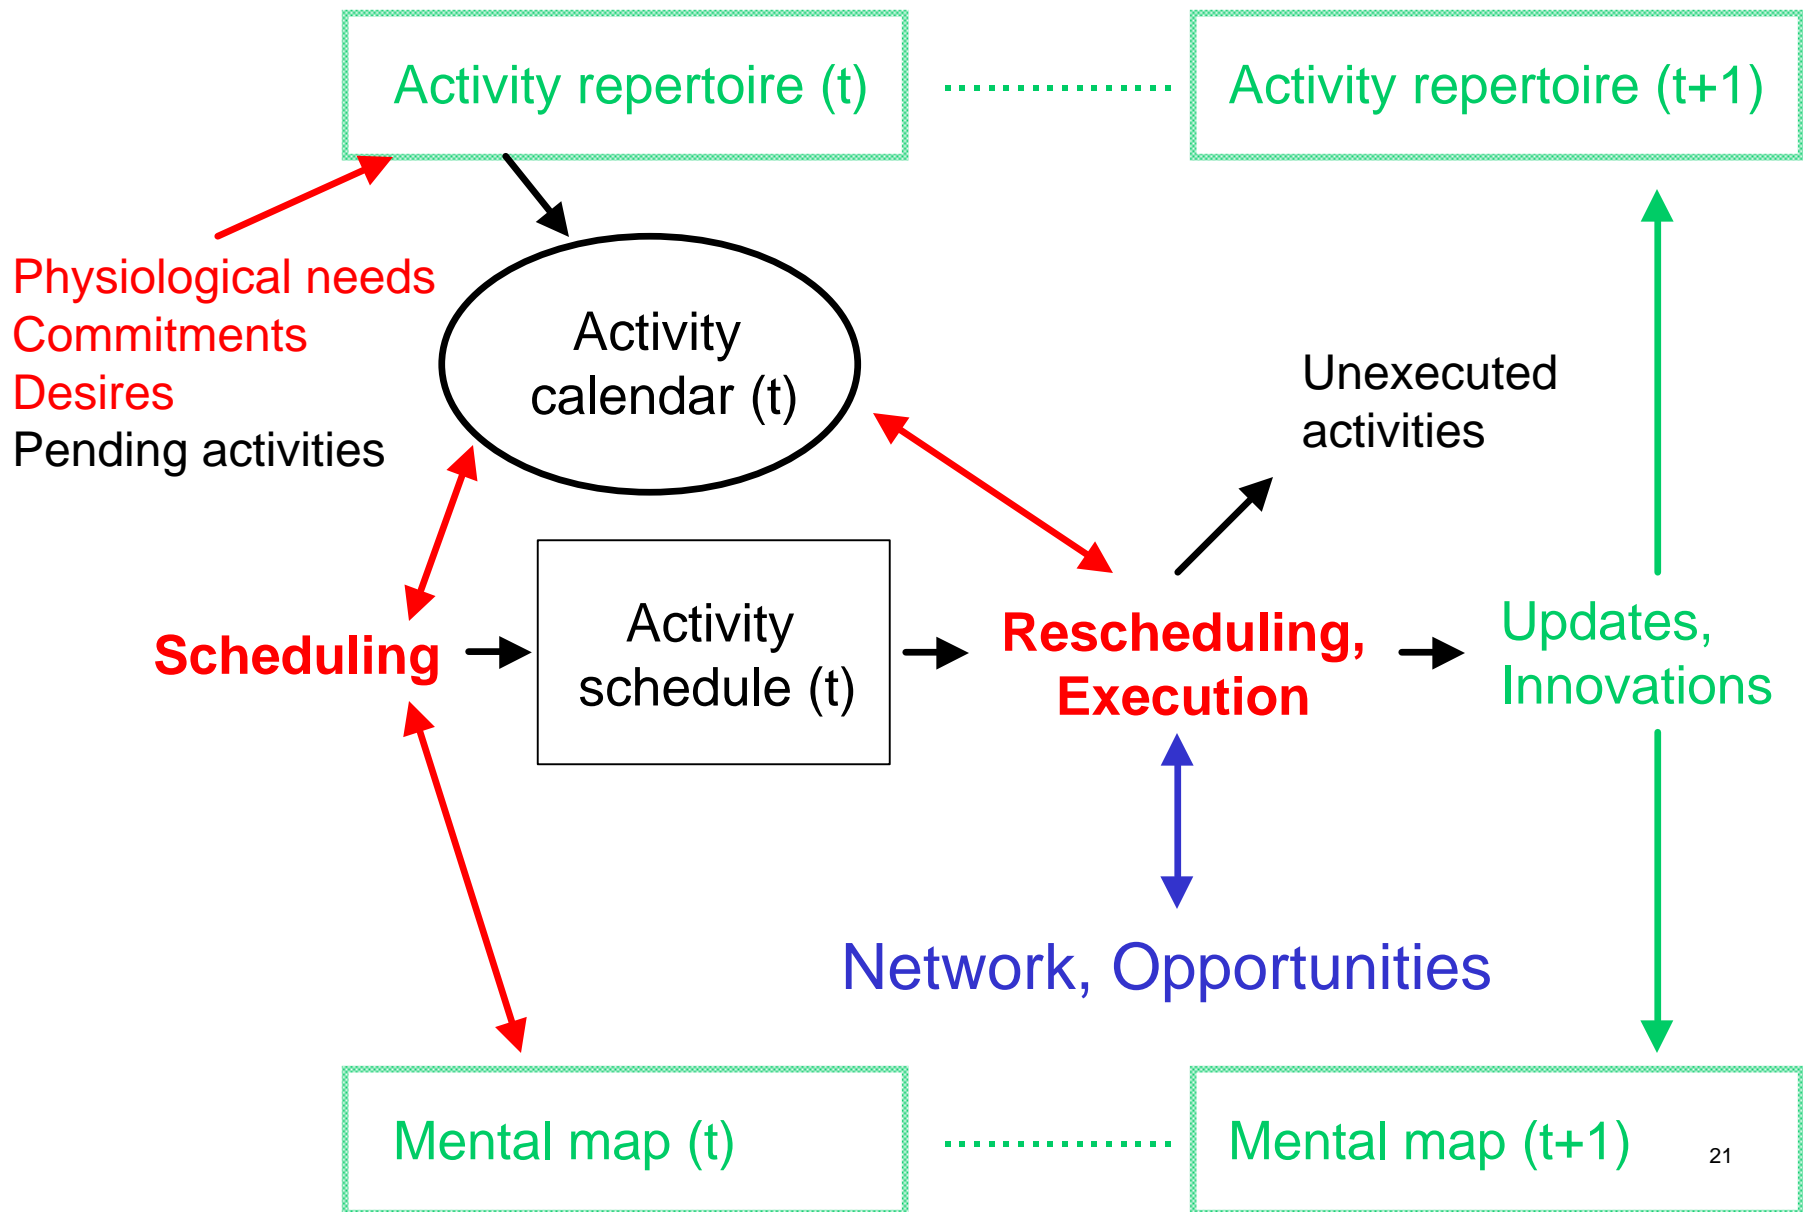 Activity repertoire (t)
Activity repertoire (t+1)
Physiological needs
Commitments
Desires
Pending activities
Activity
calendar (t)
Unexecuted
activities
Scheduling
Activity
schedule (t)
Rescheduling,
Execution
Updates,
Innovations
Network, Opportunities
Mental map (t)
Mental map (t+1)
21